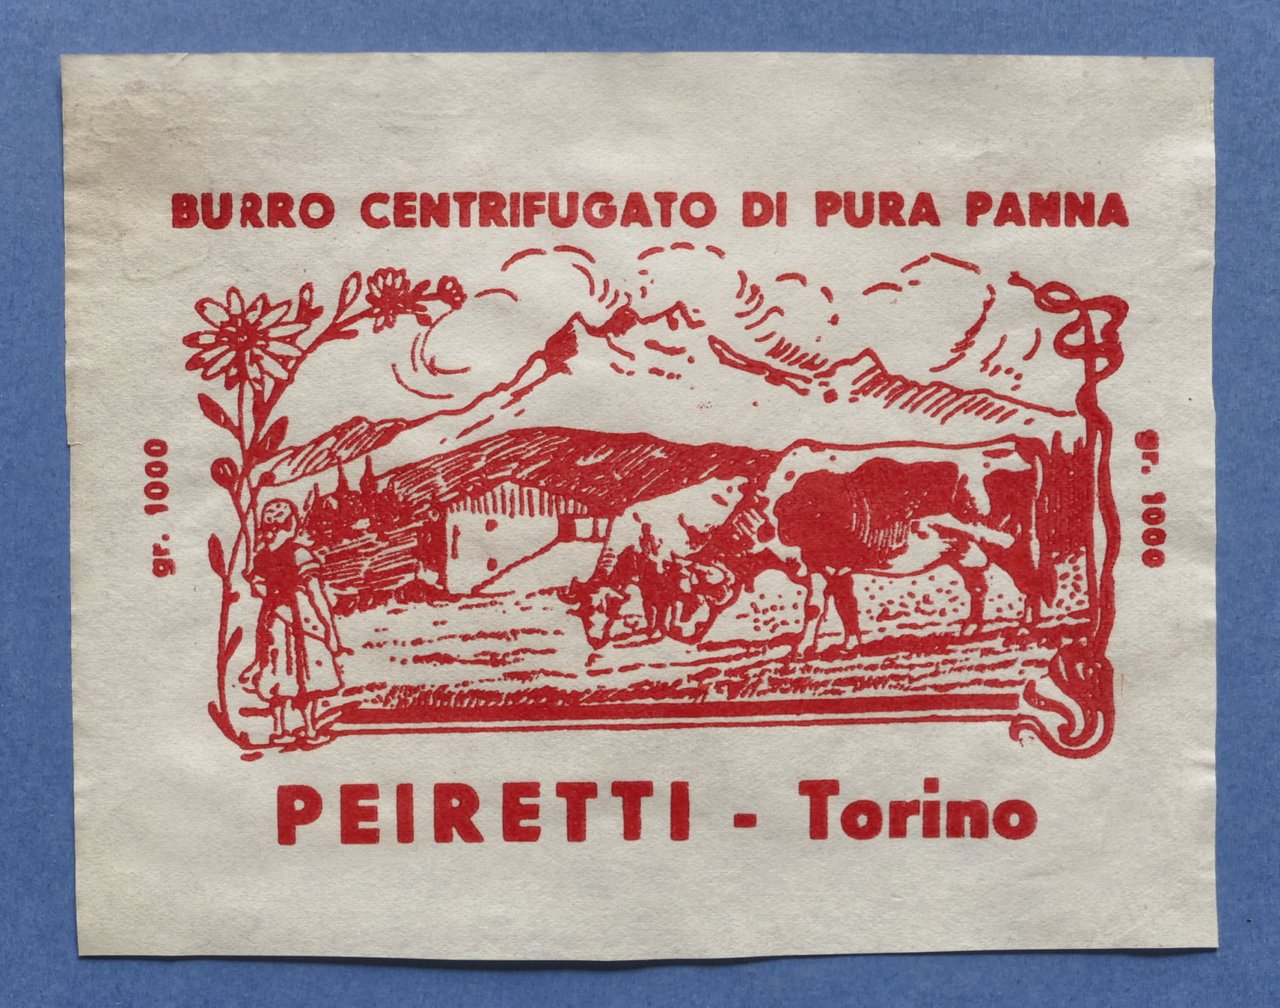 BURRO CENTRIFUGATO DI PURA PANNA
gr. 1000
gr. 1000
PEIRETTI - Torino